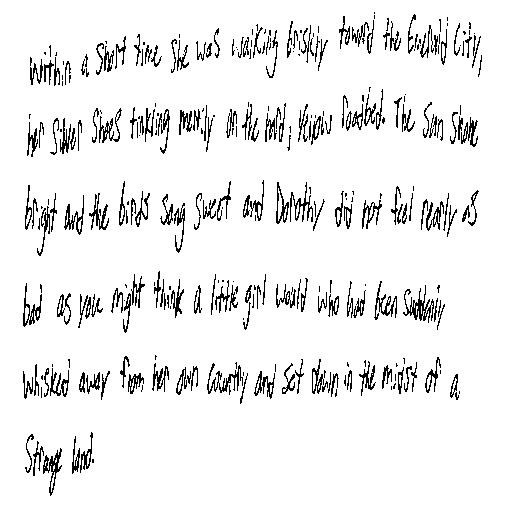 within a short time she was walking briskly toward the Emerald City,
her Silver Shoes tinkling merrily on the hard, yellow roadbed. The sun shone
bright and the birds sang sweet and Dorothy did not feel nearly as
bad as you might think a little girl would who had been suddenly
whisked away from her own country and set down in the midst of a
strange land.